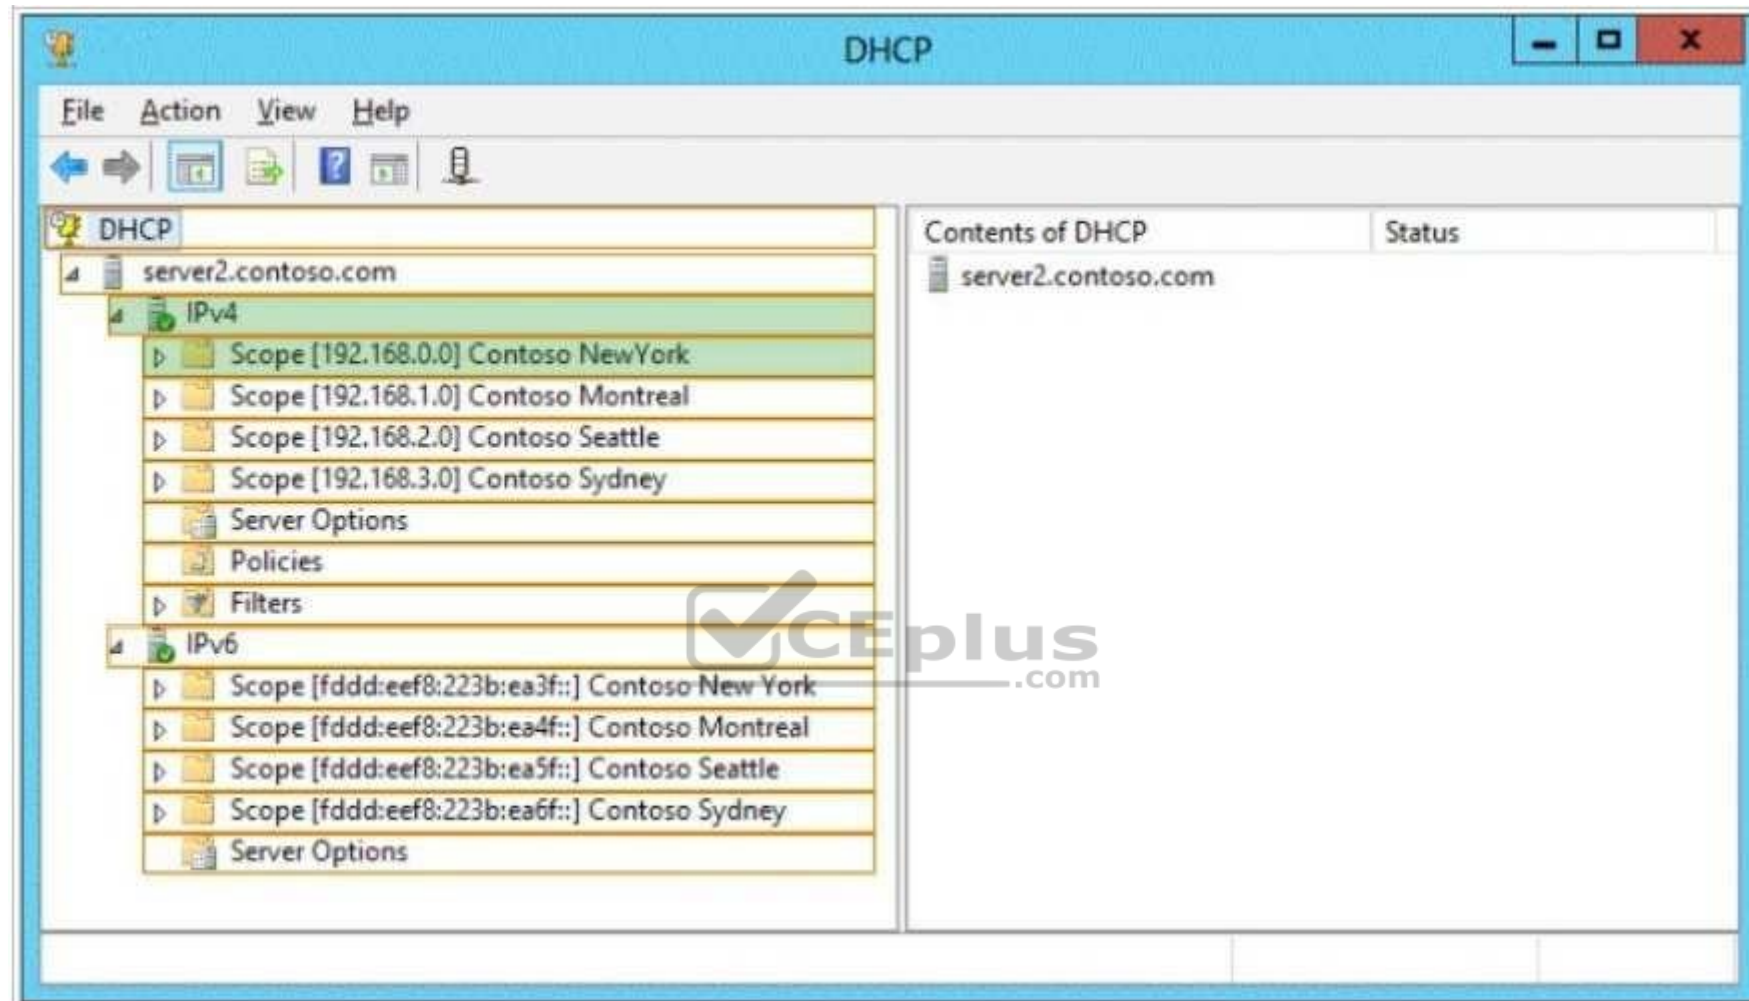 DHCP
File Action View Help
DHCP
server2.contoso.com
IPv4
Scope [192.168.0.0] Contoso NewYork
Scope [192.168.1.0] Contoso Montreal
Scope [192.168.2.0] Contoso Seattle
Scope [192.168.3.0] Contoso Sydney
Server Options
Policies
Filters
IPv6
Scope [fddd:eef8:223b:ea3f::] Contoso New York
Scope [fddd:eef8:223b:ea4f::] Contoso Montreal
Scope [fddd:eef8:223b:ea5f::] Contoso Seattle
Scope [fddd:eef8:223b:ea6f::] Contoso Sydney
Server Options
Contents of DHCP Status
server2.contoso.com
CEplus
.com